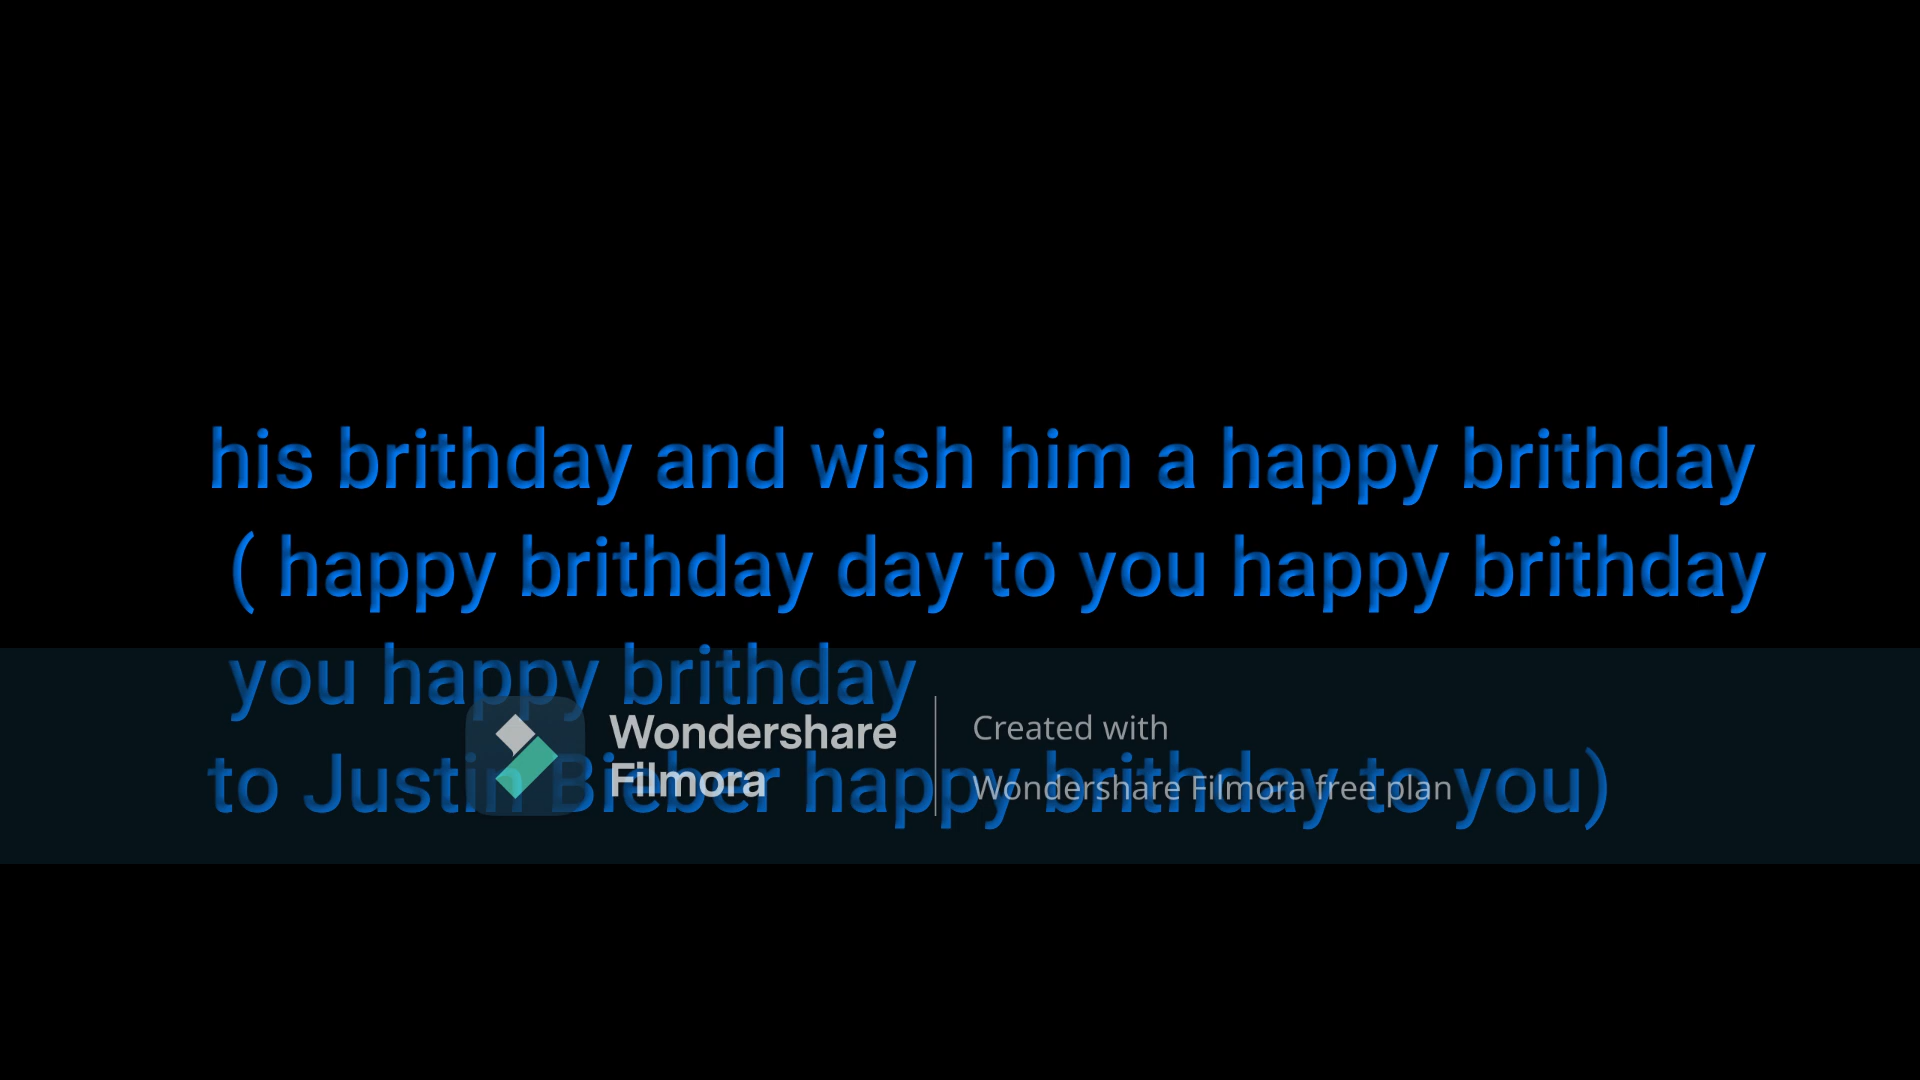 his brithday and wish him a happy brithday
( happy brithday day to you happy brithday
you happy brithday
to Justin Bieber happy brithday to you)
Wondershare
Filmora
Created with
Wondershare Filmora free plan